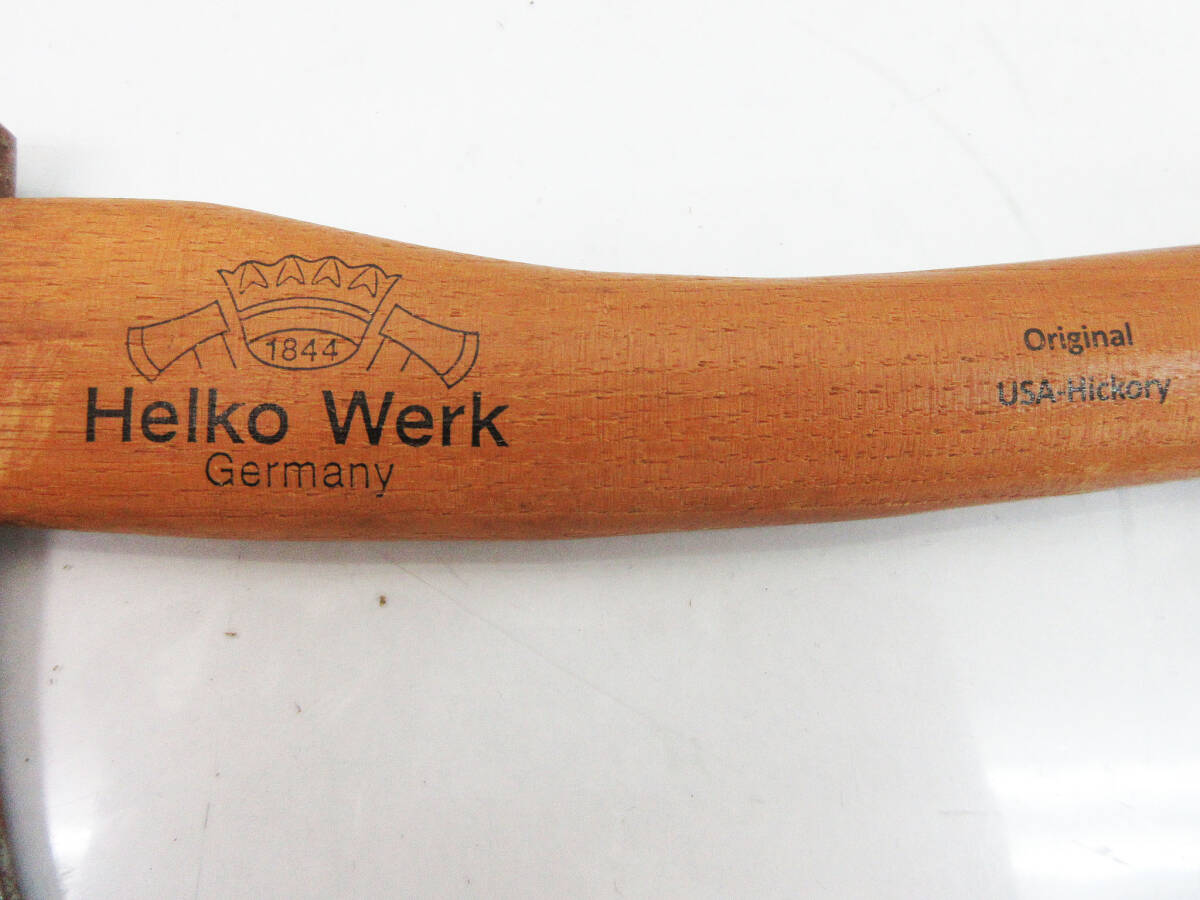 1844
Helko Werk
Germany
Original
USA-Hickory